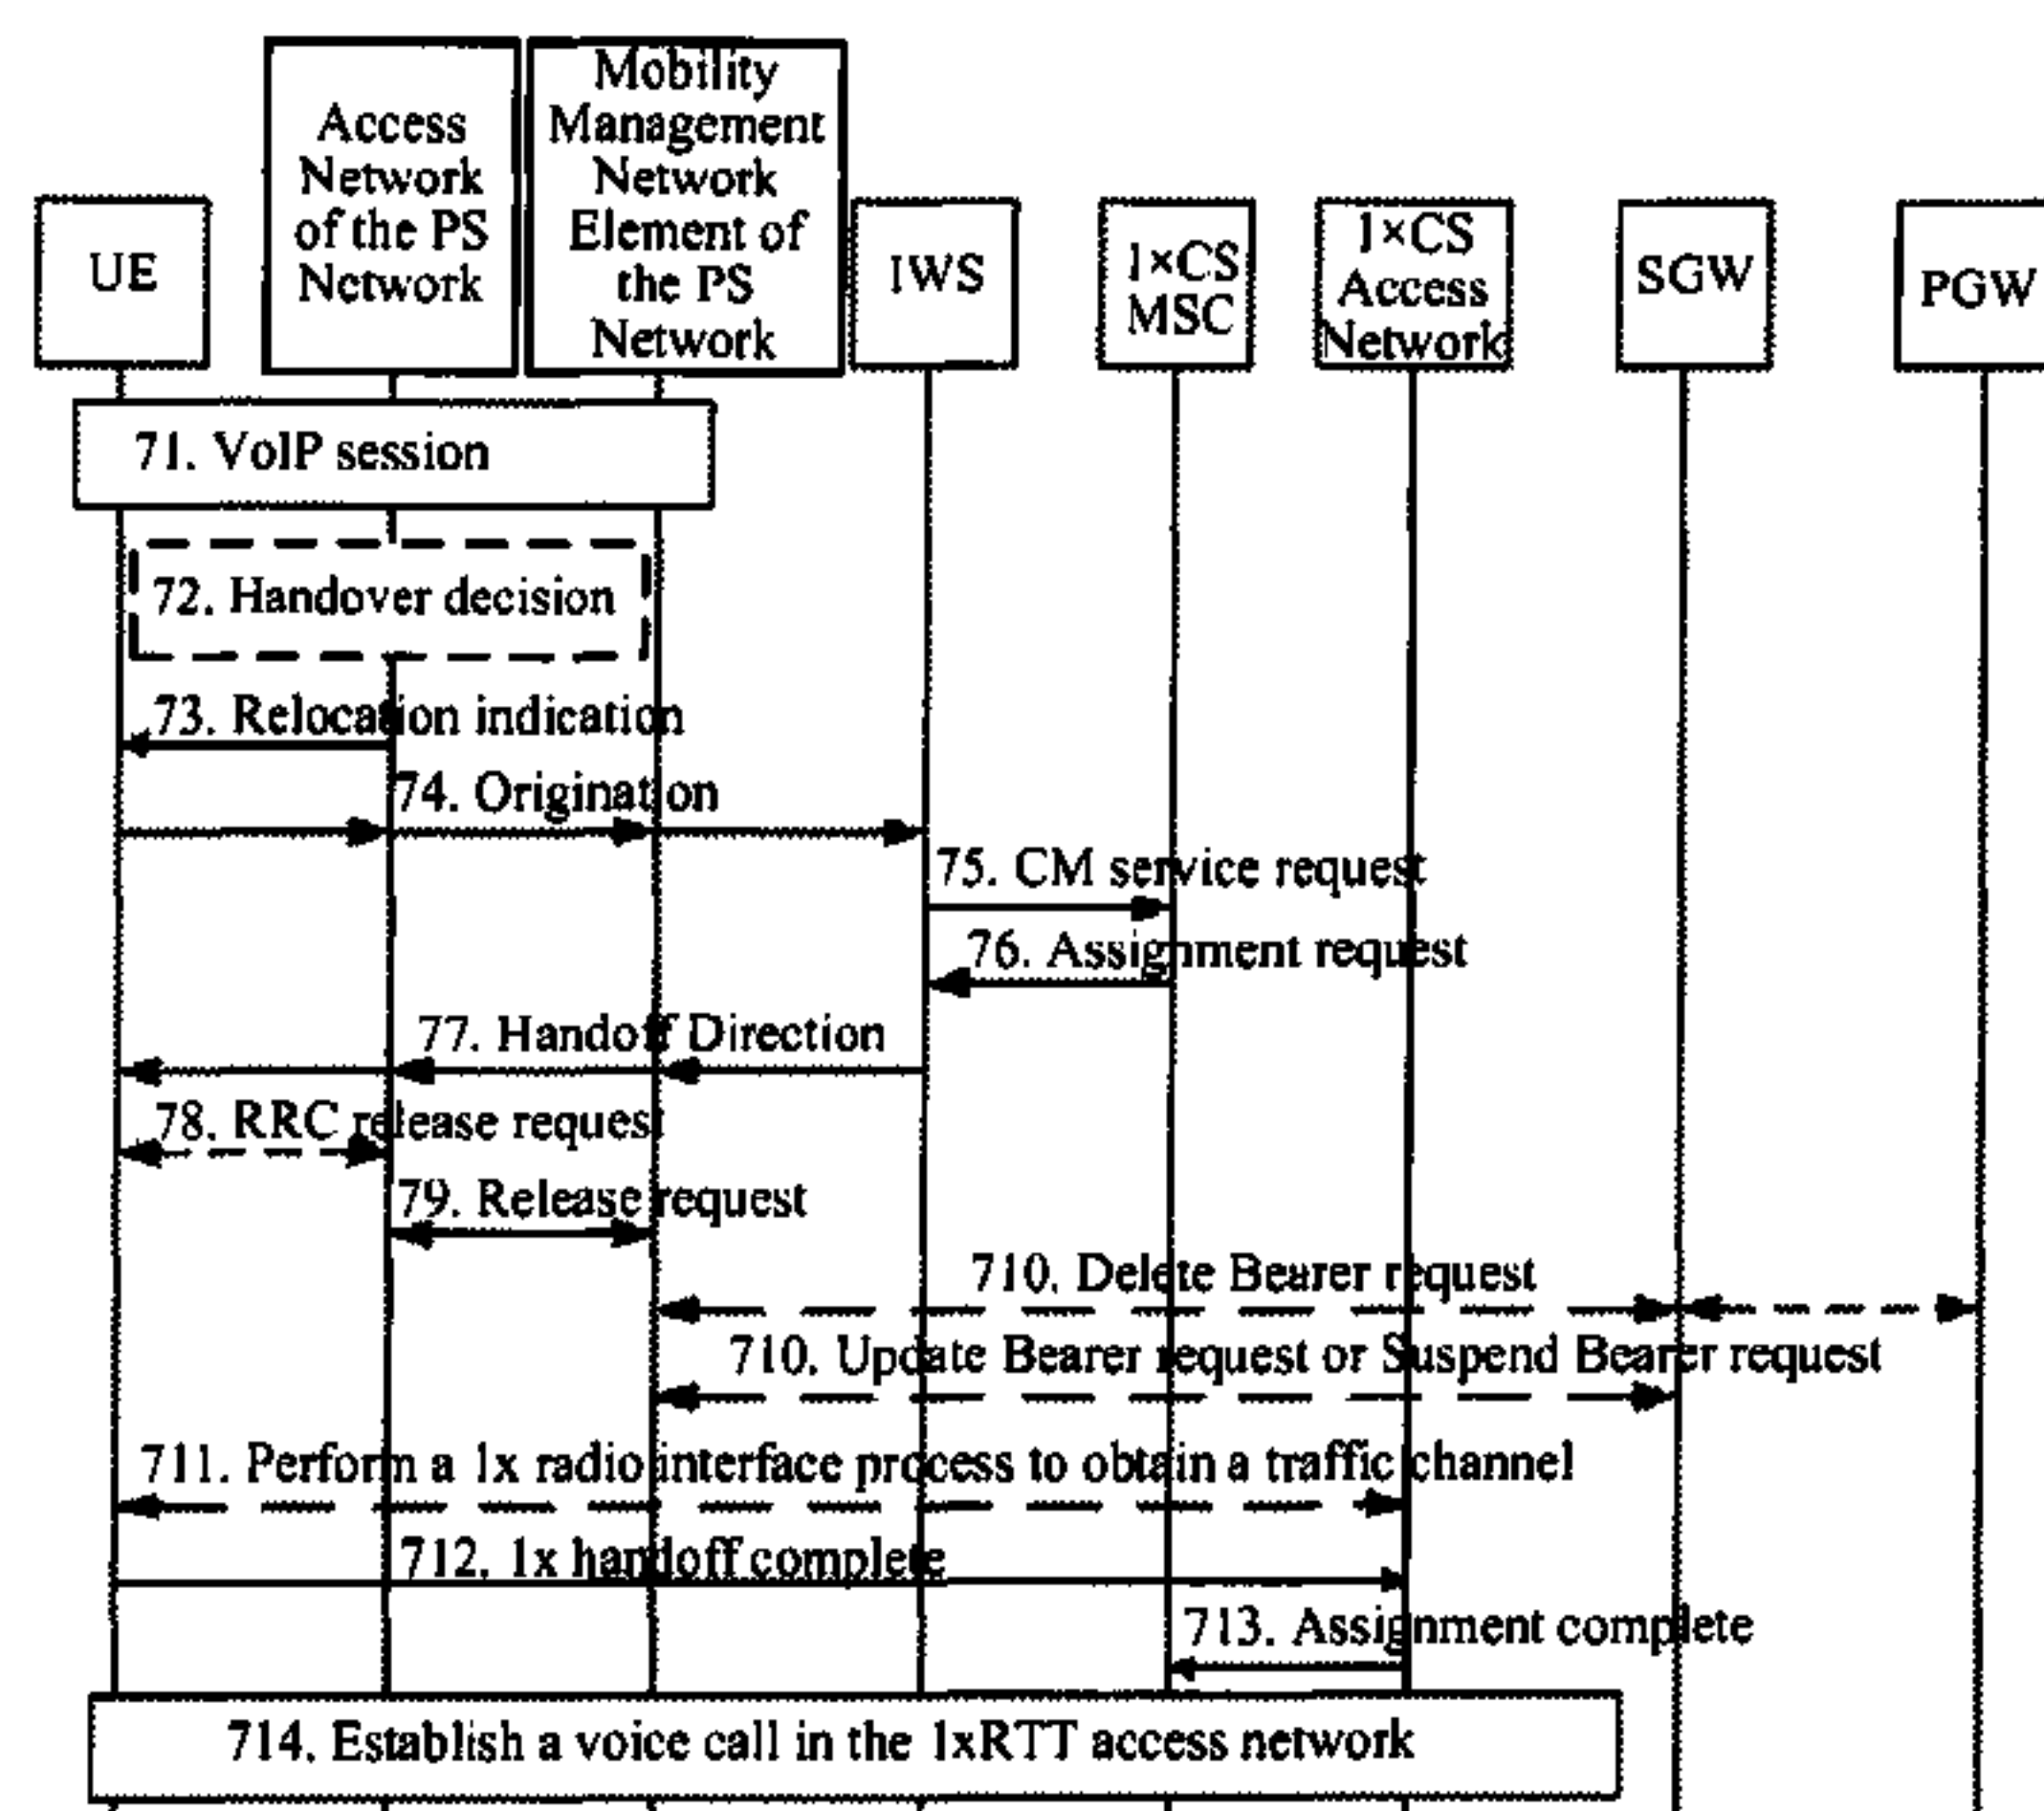 UE
Access
Network
of the PS
Network
Mobility
Management
Network
Element of
the PS
Network
IWS
1×CS
MSC
1×CS
Access
Network
SGW
PGW
71. VoIP session
72. Handover decision
73. Relocation indication
74. Origination
75. CM service request
76. Assignment request
77. Handoff Direction
78. RRC release request
79. Release request
710. Delete Bearer request
710. Update Bearer request or Suspend Bearer request
711. Perform a 1x radio interface process to obtain a traffic channel
712. 1x handoff complete
713. Assignment complete
714. Establish a voice call in the 1xRTT access network